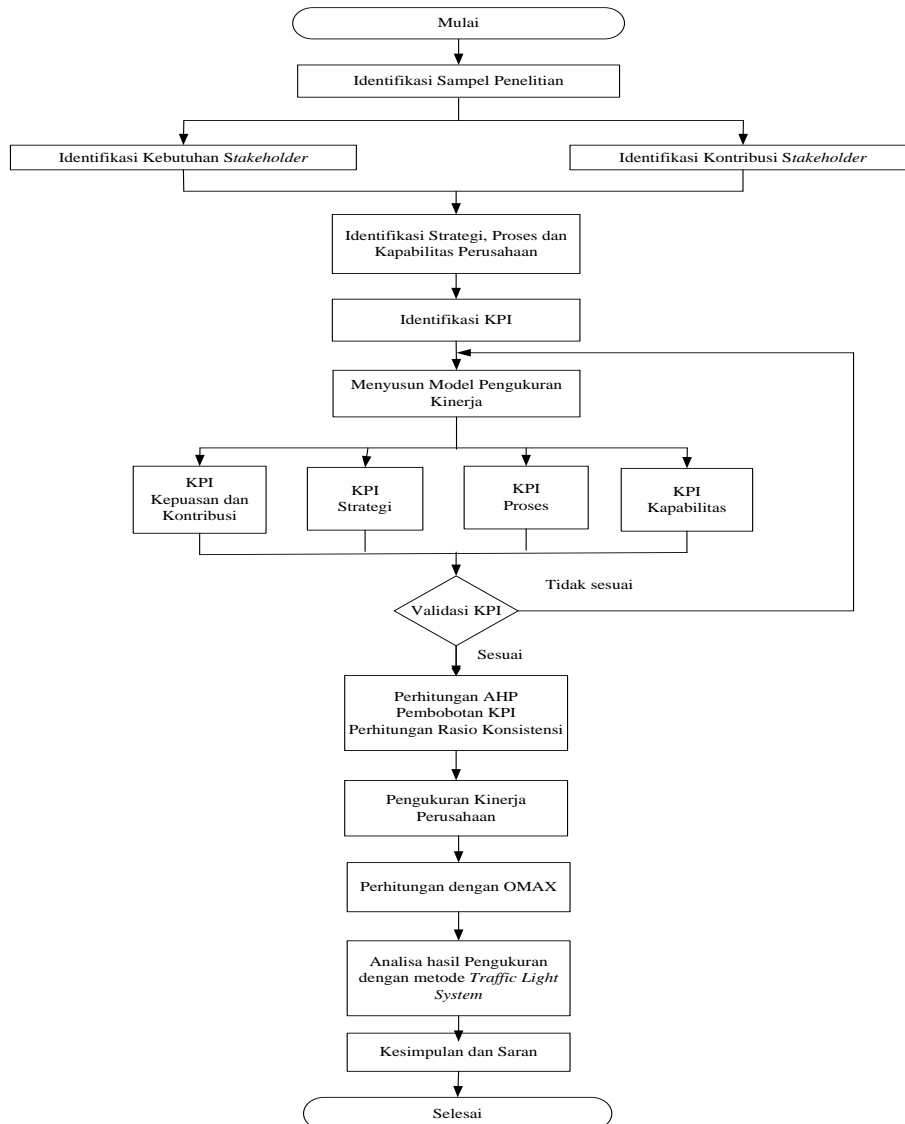 Mulai
Identifikasi Sampel Penelitian
Identifikasi Kebutuhan Stakeholder
Identifikasi Kontribusi Stakeholder
Identifikasi Strategi, Proses dan
Kapabilitas Perusahaan
Identifikasi KPI
Menyusun Model Pengukuran
Kinerja
KPI
Kepuasan dan
Kontribusi
KPI
Strategi
KPI
Proses
KPI
Kapabilitas
Tidak sesuai
Validasi KPI
Sesuai
Perhitungan AHP
Pembobotan KPI
Perhitungan Rasio Konsistensi
Pengukuran Kinerja
Perusahaan
Perhitungan dengan OMAX
Analisa hasil Pengukuran
dengan metode Traffic Light
System
Kesimpulan dan Saran
Selesai